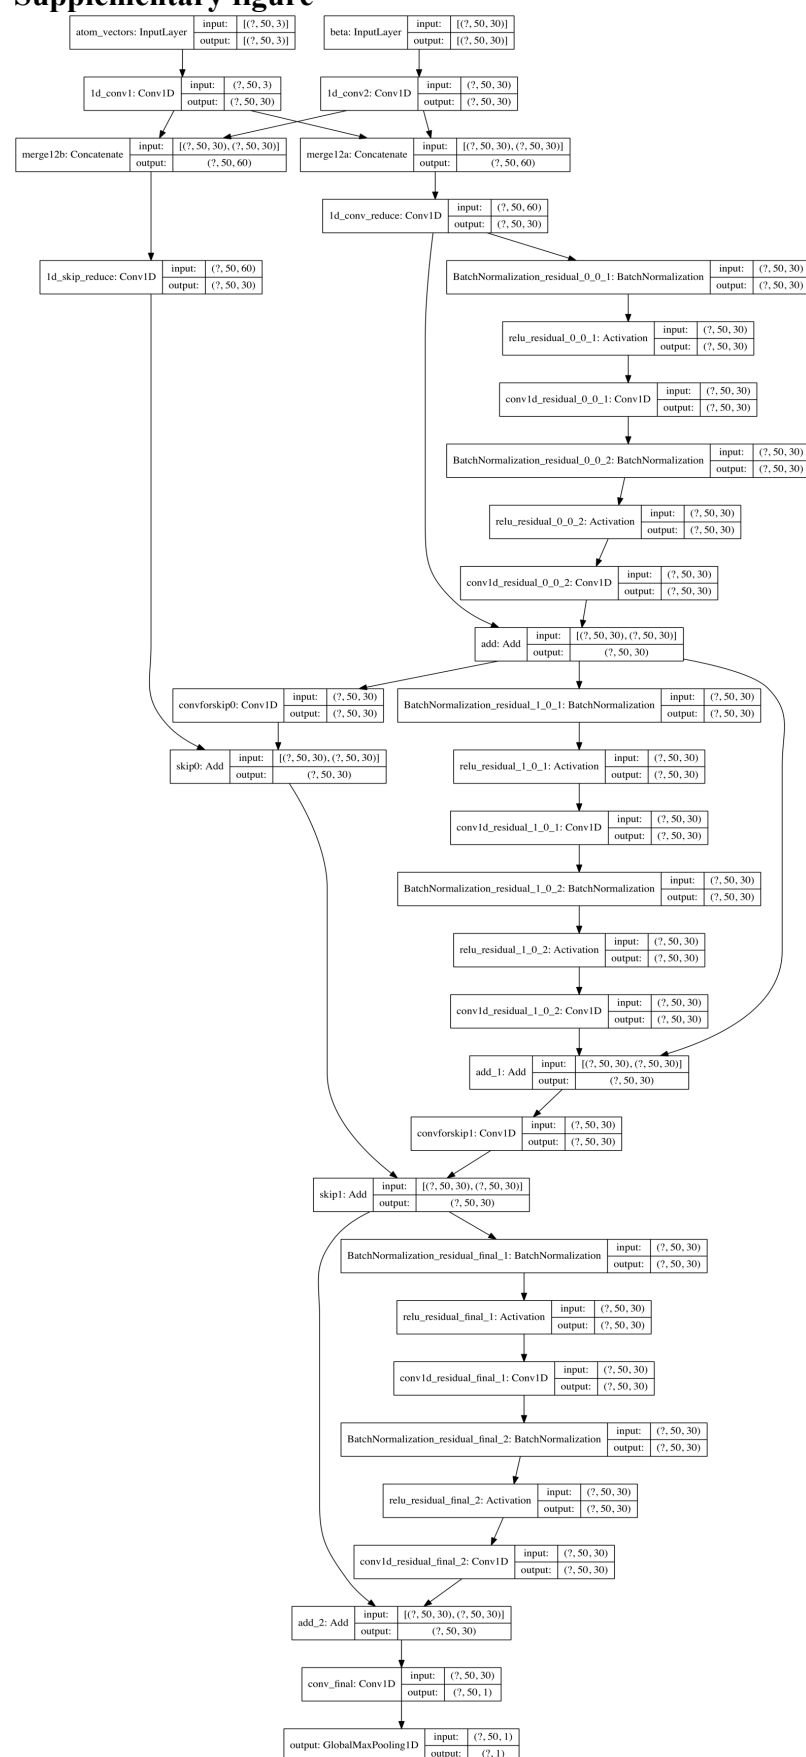 Supplementary figure
atom_vectors: InputLayer input: [(?, 50, 3)] output: [(?, 50, 3)]
beta: InputLayer input: [(?, 50, 30)] output: [(?, 50, 30)]
1d_conv1: Conv1D input: (?, 50, 3) output: (?, 50, 30)
1d_conv2: Conv1D input: (?, 50, 30) output: (?, 50, 30)
merge12b: Concatenate input: [(?, 50, 30), (?, 50, 30)] output: (?, 50, 60)
merge12a: Concatenate input: [(?, 50, 30), (?, 50, 30)] output: (?, 50, 60)
1d_conv_reduce: Conv1D input: (?, 50, 60) output: (?, 50, 30)
1d_skip_reduce: Conv1D input: (?, 50, 60) output: (?, 50, 30)
BatchNormalization_residual_0_0_1: BatchNormalization input: (?, 50, 30) output: (?, 50, 30)
relu_residual_0_0_1: Activation input: (?, 50, 30) output: (?, 50, 30)
conv1d_residual_0_0_1: Conv1D input: (?, 50, 30) output: (?, 50, 30)
BatchNormalization_residual_0_0_2: BatchNormalization input: (?, 50, 30) output: (?, 50, 30)
relu_residual_0_0_2: Activation input: (?, 50, 30) output: (?, 50, 30)
conv1d_residual_0_0_2: Conv1D input: (?, 50, 30) output: (?, 50, 30)
add: Add input: [(?, 50, 30), (?, 50, 30)] output: (?, 50, 30)
convforskip0: Conv1D input: (?, 50, 30) output: (?, 50, 30)
BatchNormalization_residual_1_0_1: BatchNormalization input: (?, 50, 30) output: (?, 50, 30)
skip0: Add input: [(?, 50, 30), (?, 50, 30)] output: (?, 50, 30)
relu_residual_1_0_1: Activation input: (?, 50, 30) output: (?, 50, 30)
conv1d_residual_1_0_1: Conv1D input: (?, 50, 30) output: (?, 50, 30)
BatchNormalization_residual_1_0_2: BatchNormalization input: (?, 50, 30) output: (?, 50, 30)
relu_residual_1_0_2: Activation input: (?, 50, 30) output: (?, 50, 30)
conv1d_residual_1_0_2: Conv1D input: (?, 50, 30) output: (?, 50, 30)
add_1: Add input: [(?, 50, 30), (?, 50, 30)] output: (?, 50, 30)
convforskip1: Conv1D input: (?, 50, 30) output: (?, 50, 30)
skip1: Add input: [(?, 50, 30), (?, 50, 30)] output: (?, 50, 30)
BatchNormalization_residual_final_1: BatchNormalization input: (?, 50, 30) output: (?, 50, 30)
relu_residual_final_1: Activation input: (?, 50, 30) output: (?, 50, 30)
conv1d_residual_final_1: Conv1D input: (?, 50, 30) output: (?, 50, 30)
BatchNormalization_residual_final_2: BatchNormalization input: (?, 50, 30) output: (?, 50, 30)
relu_residual_final_2: Activation input: (?, 50, 30) output: (?, 50, 30)
conv1d_residual_final_2: Conv1D input: (?, 50, 30) output: (?, 50, 30)
add_2: Add input: [(?, 50, 30), (?, 50, 30)] output: (?, 50, 30)
conv_final: Conv1D input: (?, 50, 30) output: (?, 50, 1)
output: GlobalMaxPooling1D input: (?, 50, 1) output: (?, 1)